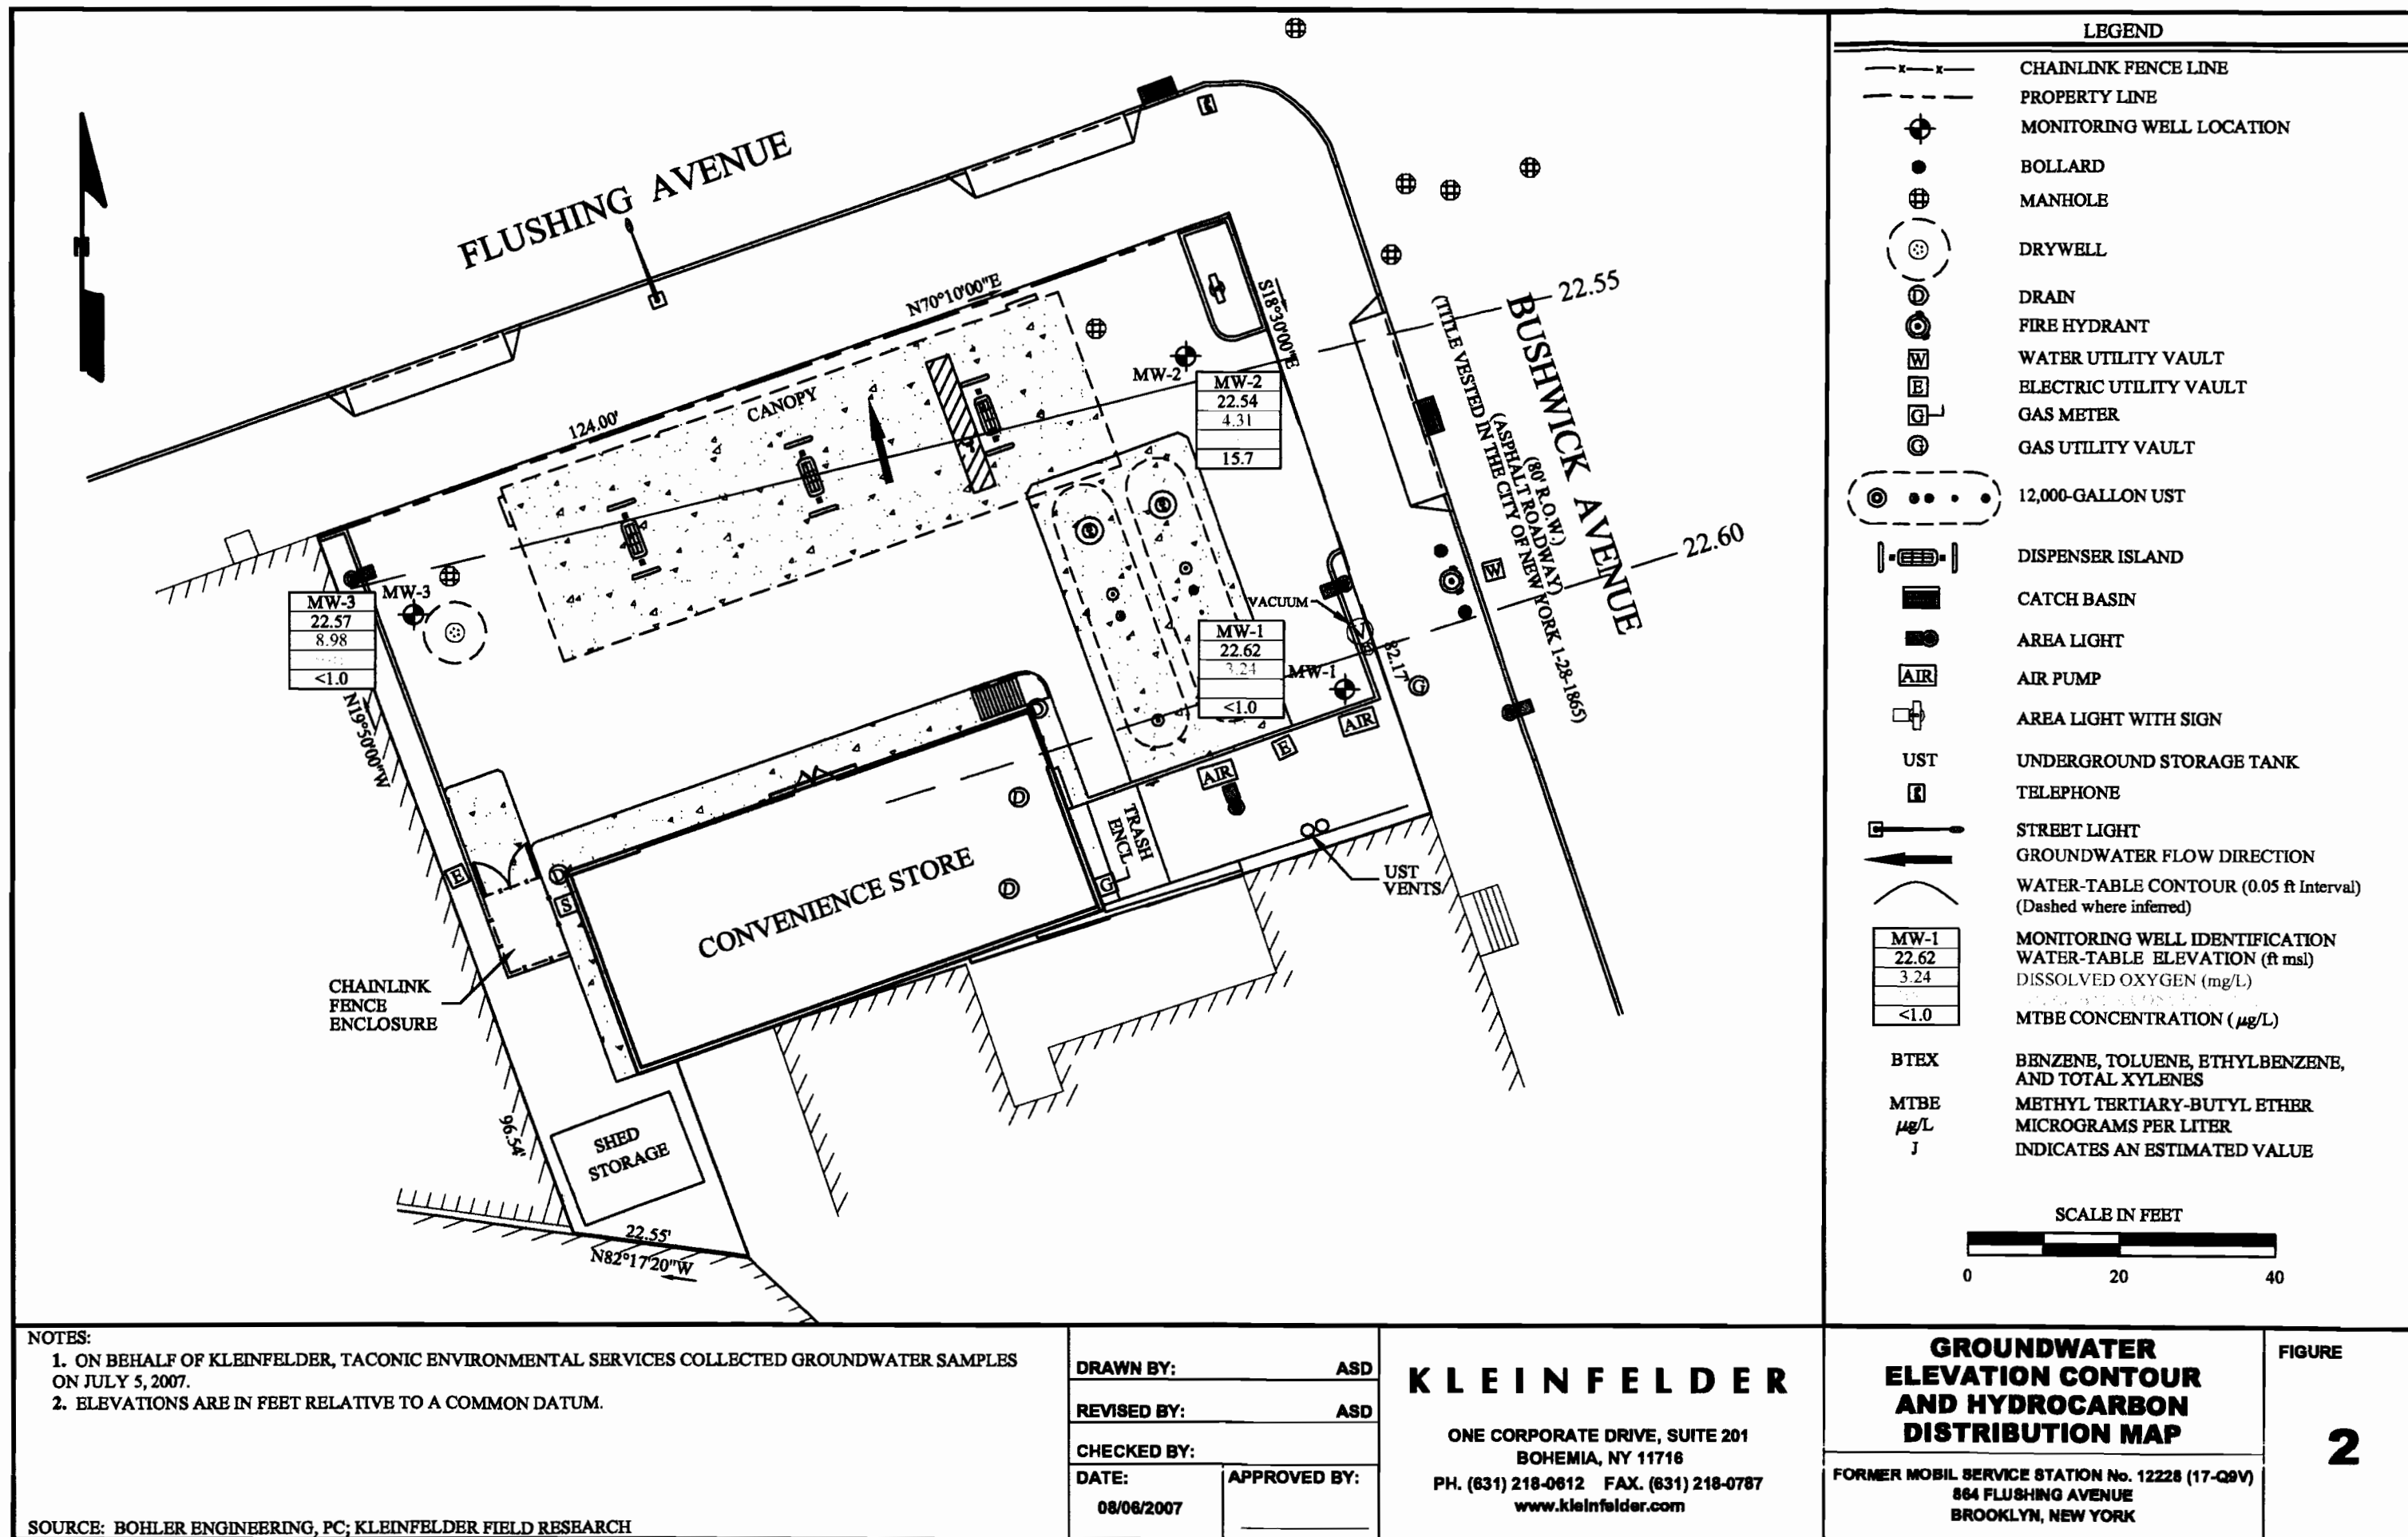 FLUSHING AVENUE
N70°10'00"E
124.00'
CANOPY
S18°30'00"E
22.55
BUSHWICK AVENUE
(TITLE VESTED IN THE CITY OF NEW YORK 1-28-1865)
(ASPHALT ROADWAY)
(80' R.O.W.)
22.60
MW-2
MW-2
22.54
4.31
15.7
MW-3
MW-3
22.57
8.98
<1.0
VACUUM
V
W
MW-1
22.62
3.24
<1.0
MW-1
82.17'
G
AIR
E
AIR
N19°50'00"W
D
D
D
D
TRASH
ENCL
G
E
S
CONVENIENCE STORE
UST
VENTS
CHAINLINK
FENCE
ENCLOSURE
96.54'
SHED
STORAGE
22.55'
N82°17'20"W
N
LEGEND
CHAINLINK FENCE LINE
PROPERTY LINE
MONITORING WELL LOCATION
BOLLARD
MANHOLE
DRYWELL
D DRAIN
FIRE HYDRANT
W WATER UTILITY VAULT
E ELECTRIC UTILITY VAULT
G GAS METER
G GAS UTILITY VAULT
12,000-GALLON UST
DISPENSER ISLAND
CATCH BASIN
AREA LIGHT
AIR AIR PUMP
AREA LIGHT WITH SIGN
UST UNDERGROUND STORAGE TANK
TELEPHONE
STREET LIGHT
GROUNDWATER FLOW DIRECTION
WATER-TABLE CONTOUR (0.05 ft Interval)
(Dashed where inferred)
MW-1 MONITORING WELL IDENTIFICATION
22.62 WATER-TABLE ELEVATION (ft msl)
3.24 DISSOLVED OXYGEN (mg/L)
<1.0 MTBE CONCENTRATION (µg/L)
BTEX BENZENE, TOLUENE, ETHYLBENZENE,
AND TOTAL XYLENES
MTBE METHYL TERTIARY-BUTYL ETHER
µg/L MICROGRAMS PER LITER
J INDICATES AN ESTIMATED VALUE
SCALE IN FEET
0 20 40
NOTES:
1. ON BEHALF OF KLEINFELDER, TACONIC ENVIRONMENTAL SERVICES COLLECTED GROUNDWATER SAMPLES
ON JULY 5, 2007.
2. ELEVATIONS ARE IN FEET RELATIVE TO A COMMON DATUM.
SOURCE: BOHLER ENGINEERING, PC; KLEINFELDER FIELD RESEARCH
DRAWN BY: ASD
REVISED BY: ASD
CHECKED BY:
DATE: APPROVED BY:
08/06/2007
KLEINFELDER
ONE CORPORATE DRIVE, SUITE 201
BOHEMIA, NY 11716
PH. (631) 218-0612 FAX. (631) 218-0787
www.kleinfelder.com
GROUNDWATER
ELEVATION CONTOUR
AND HYDROCARBON
DISTRIBUTION MAP
FORMER MOBIL SERVICE STATION No. 12228 (17-Q9V)
864 FLUSHING AVENUE
BROOKLYN, NEW YORK
FIGURE
2